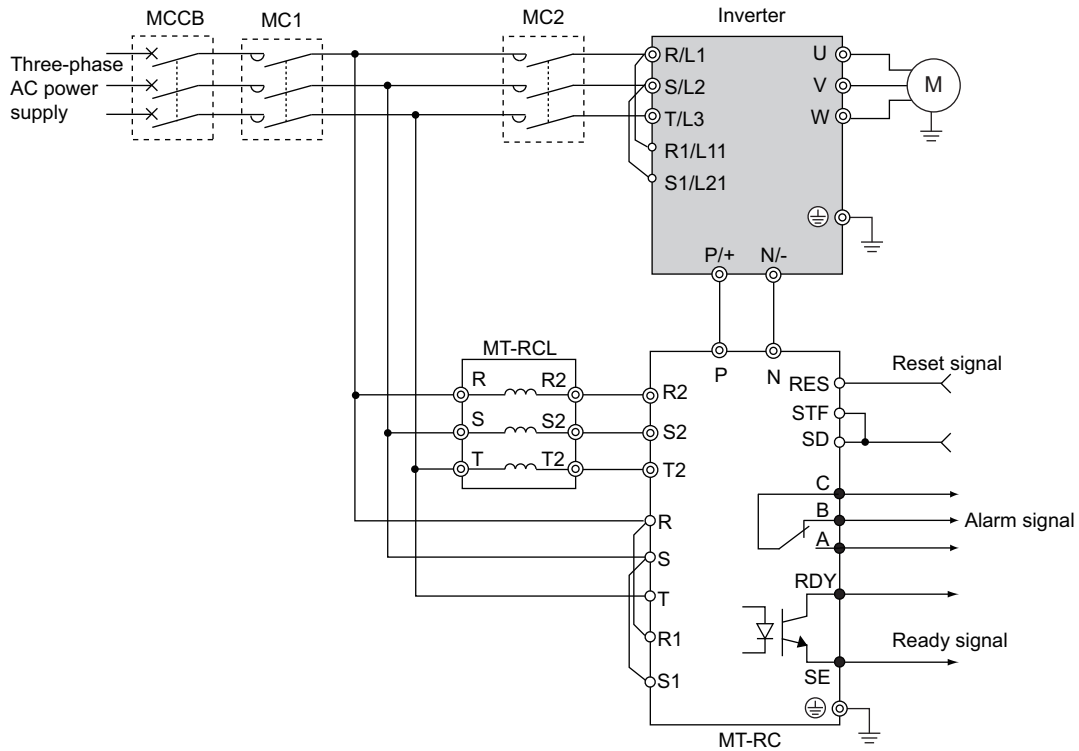 MCCB
MC1
MC2
Inverter
Three-phase
AC power
supply
R/L1
S/L2
T/L3
R1/L11
S1/L21
U
V
W
M
P/+
N/-
MT-RCL
R
R2
S
S2
T
T2
P
N
R2
S2
T2
R
S
T
R1
S1
RES
STF
SD
C
B
A
RDY
SE
Reset signal
Alarm signal
Ready signal
MT-RC